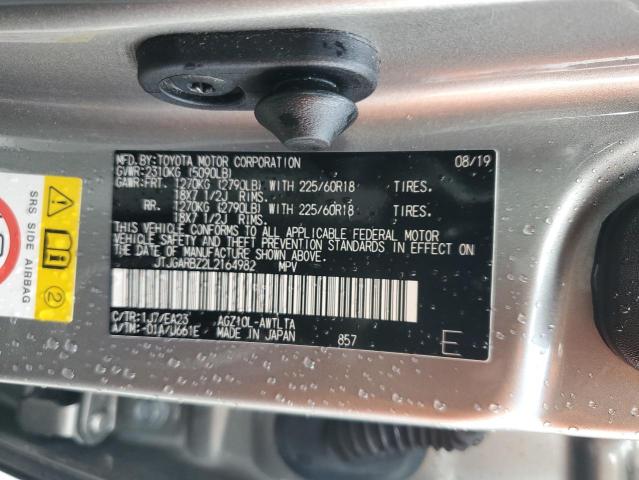 MFD.BY:TOYOTA MOTOR CORPORATION 08/19
GVWR:2310KG (5090LB)
GAWR:FRT. 1270KG (2790LB) WITH 225/60R18 TIRES.
18X7 1/2J RIMS.
RR. 1270KG (2790LB) WITH 225/60R18 TIRES.
18X7 1/2J RIMS.
THIS VEHICLE CONFORMS TO ALL APPLICABLE FEDERAL MOTOR
VEHICLE SAFETY AND THEFT PREVENTION STANDARDS IN EFFECT ON
THE DATE OF MANUFACTURE SHOWN ABOVE.
JTJGARBZ2L2164982 MPV
C/TR:1J7/EA23 AGZ10L-AWTLTA
A/TM:-01A/U661E MADE IN JAPAN 857 E
SRS SIDE AIRBAG
2